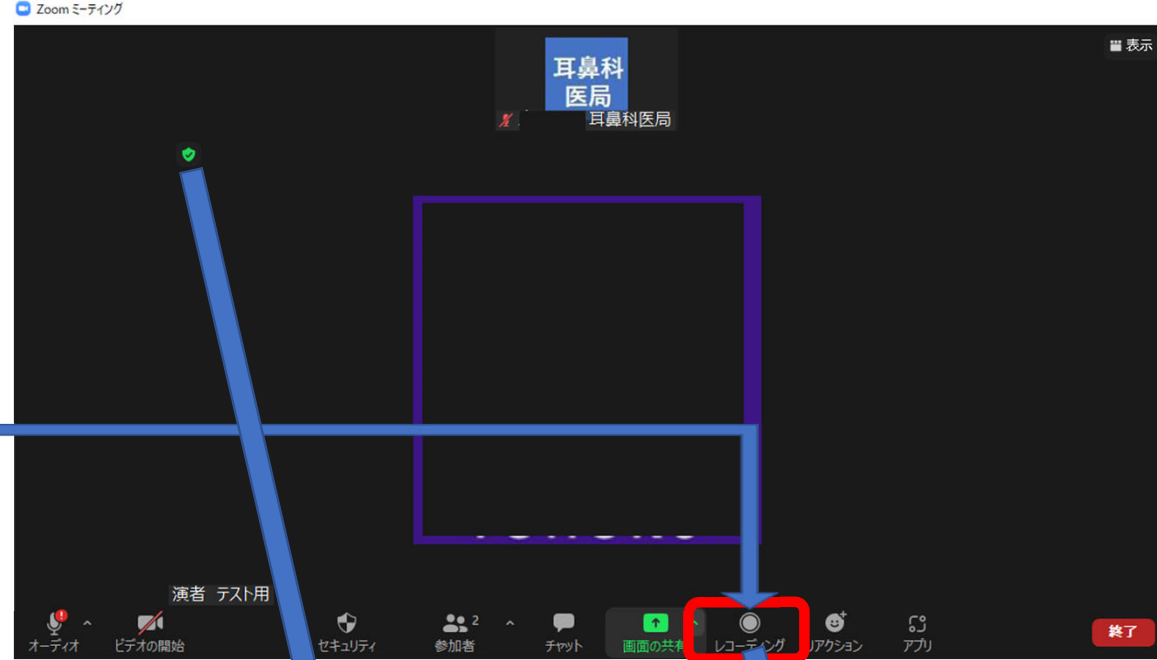 Zoom ミーティング
表示
耳鼻科
医局
耳鼻科医局
演者 テスト用
オーディオ
ビデオの開始
セキュリティ
参加者
2
チャット
画面の共有
レコーディング
リアクション
アプリ
終了